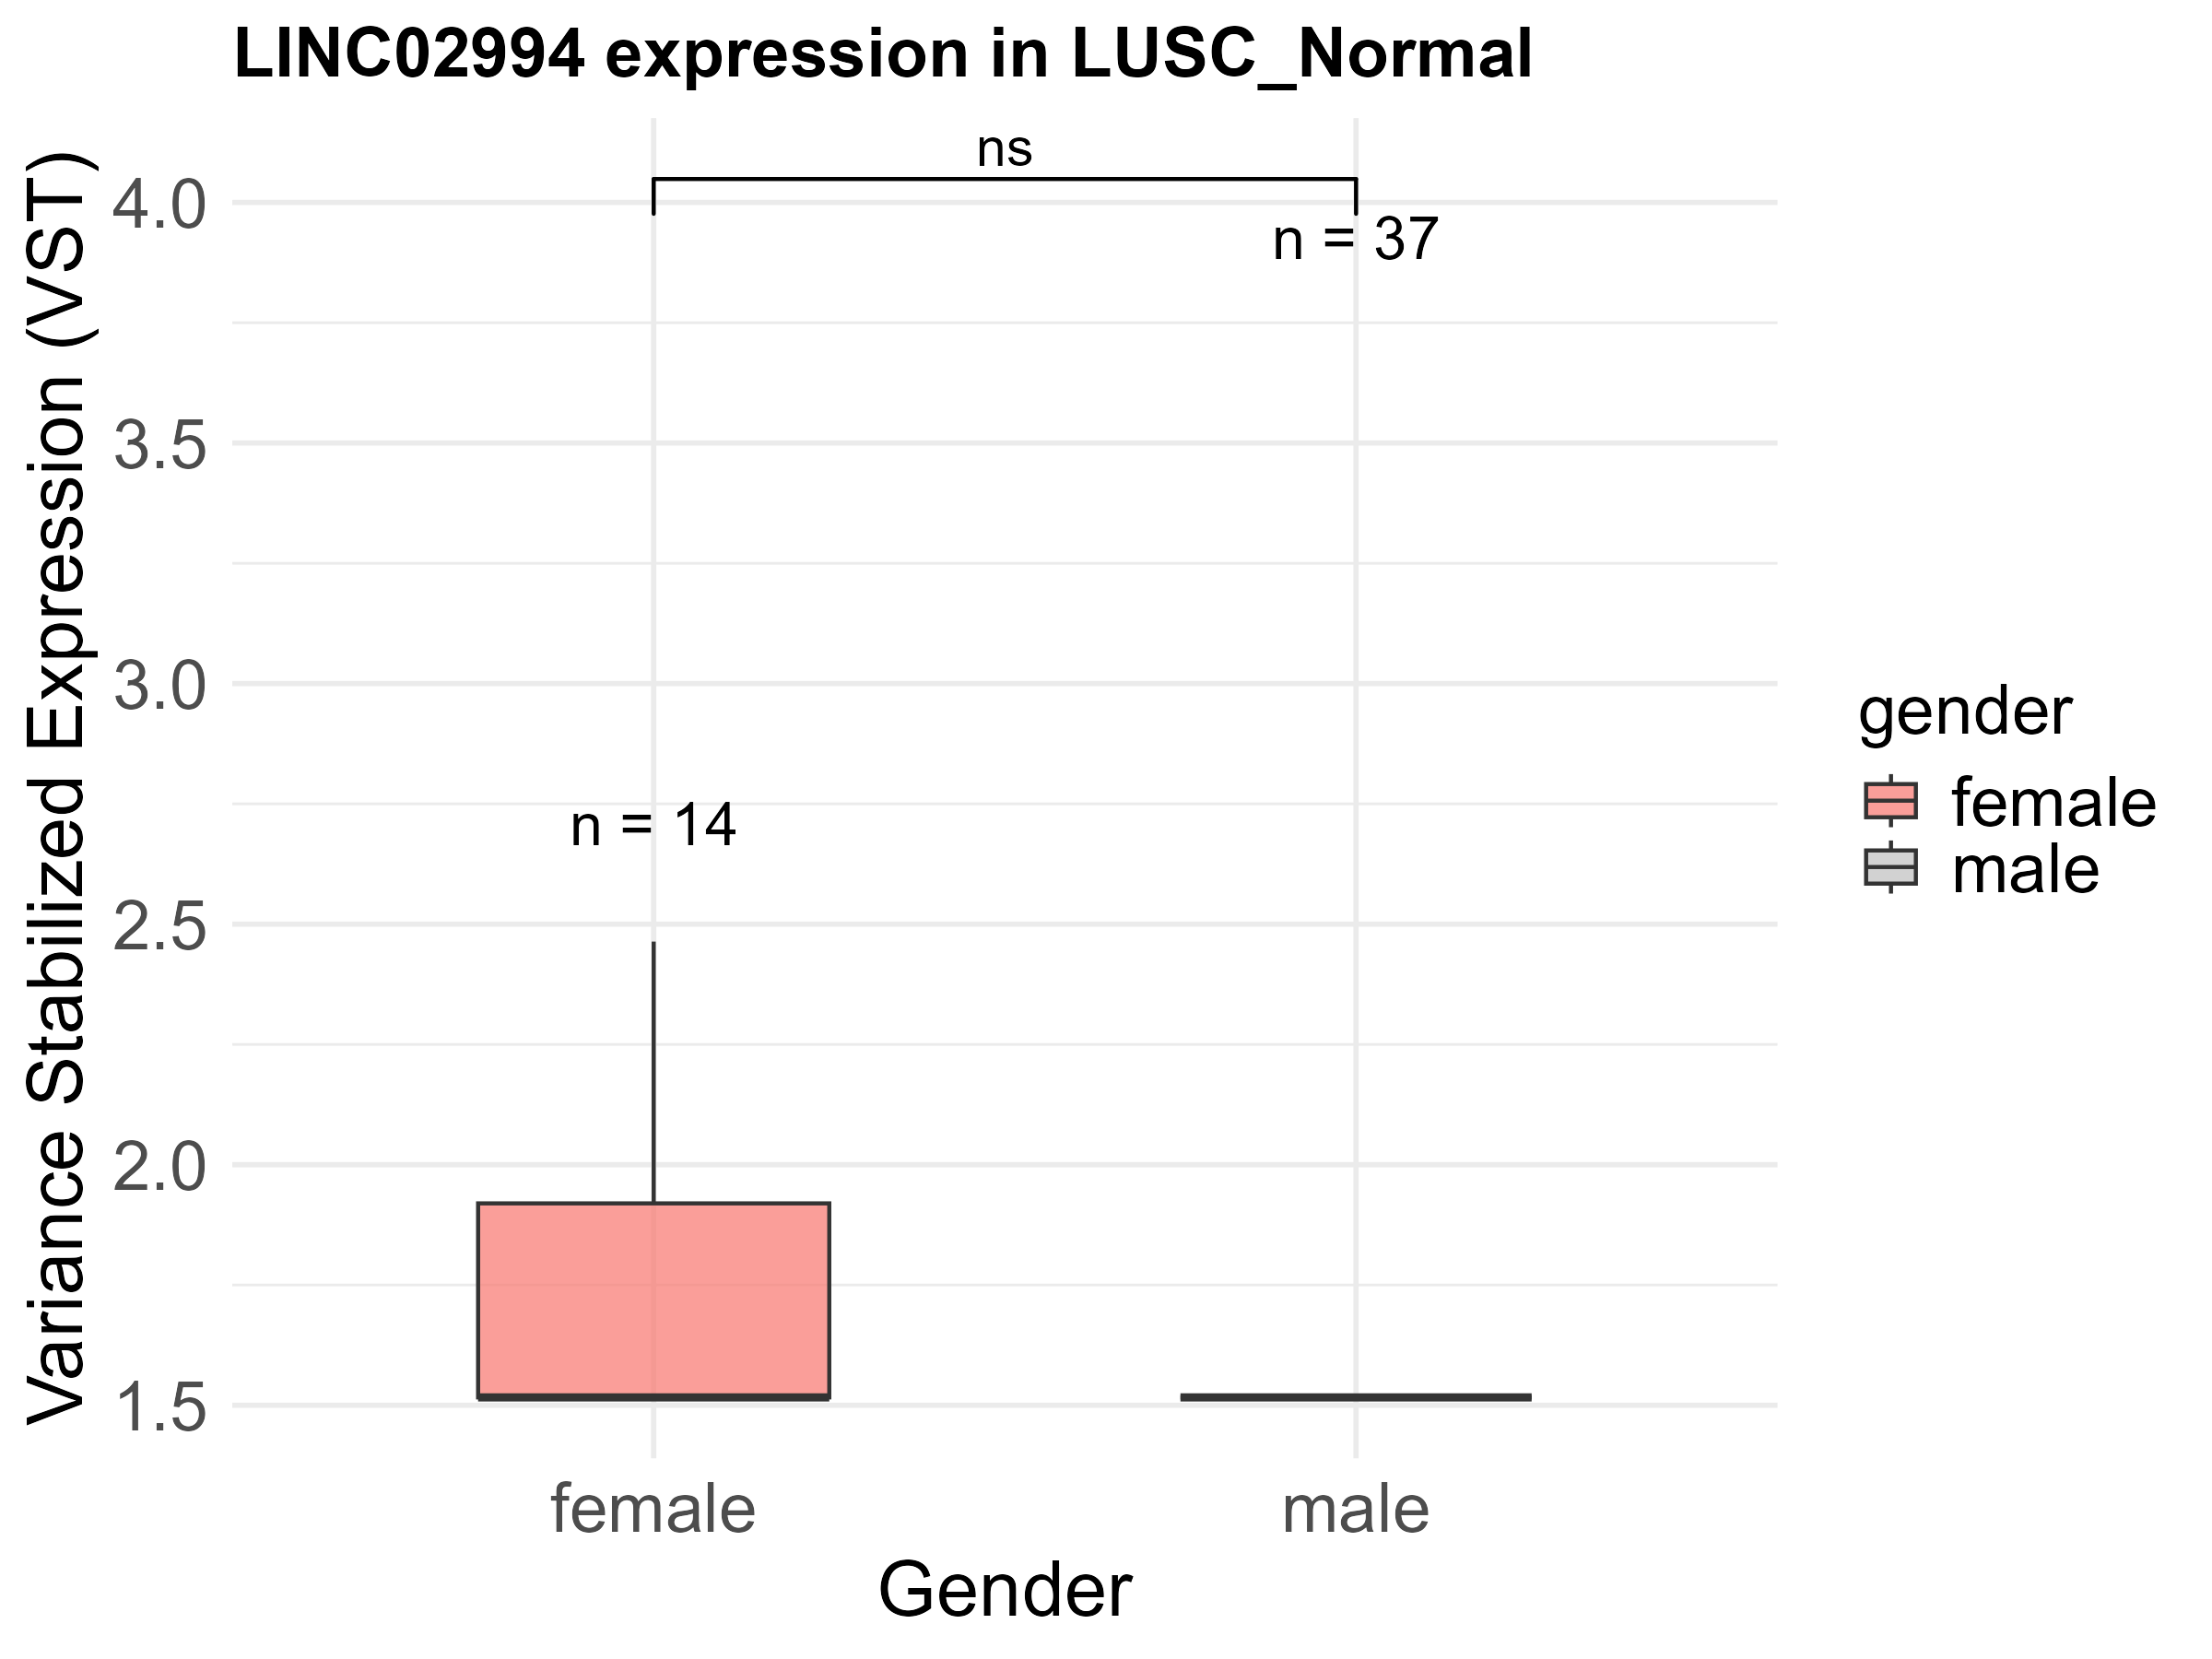 LINC02994 expression in LUSC_Normal
Variance Stabilized Expression (VST)
4.0
3.5
3.0
2.5
2.0
1.5
ns
n = 37
n = 14
female
male
Gender
gender
female
male